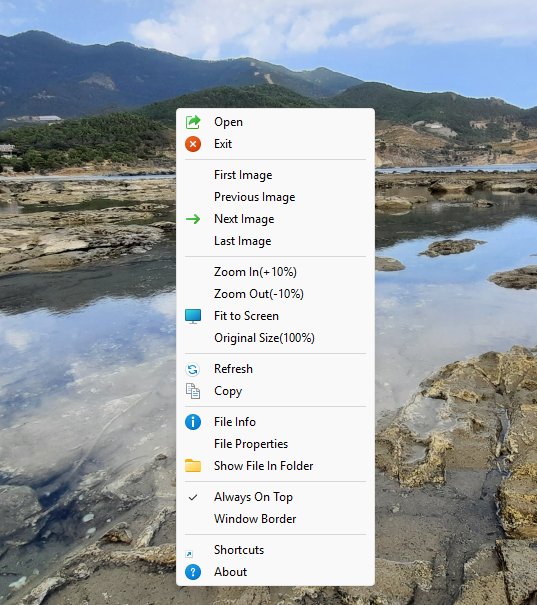 Open
Exit
First Image
Previous Image
Next Image
Last Image
Zoom In(+10%)
Zoom Out(-10%)
Fit to Screen
Original Size(100%)
Refresh
Copy
File Info
File Properties
Show File In Folder
Always On Top
Window Border
Shortcuts
About